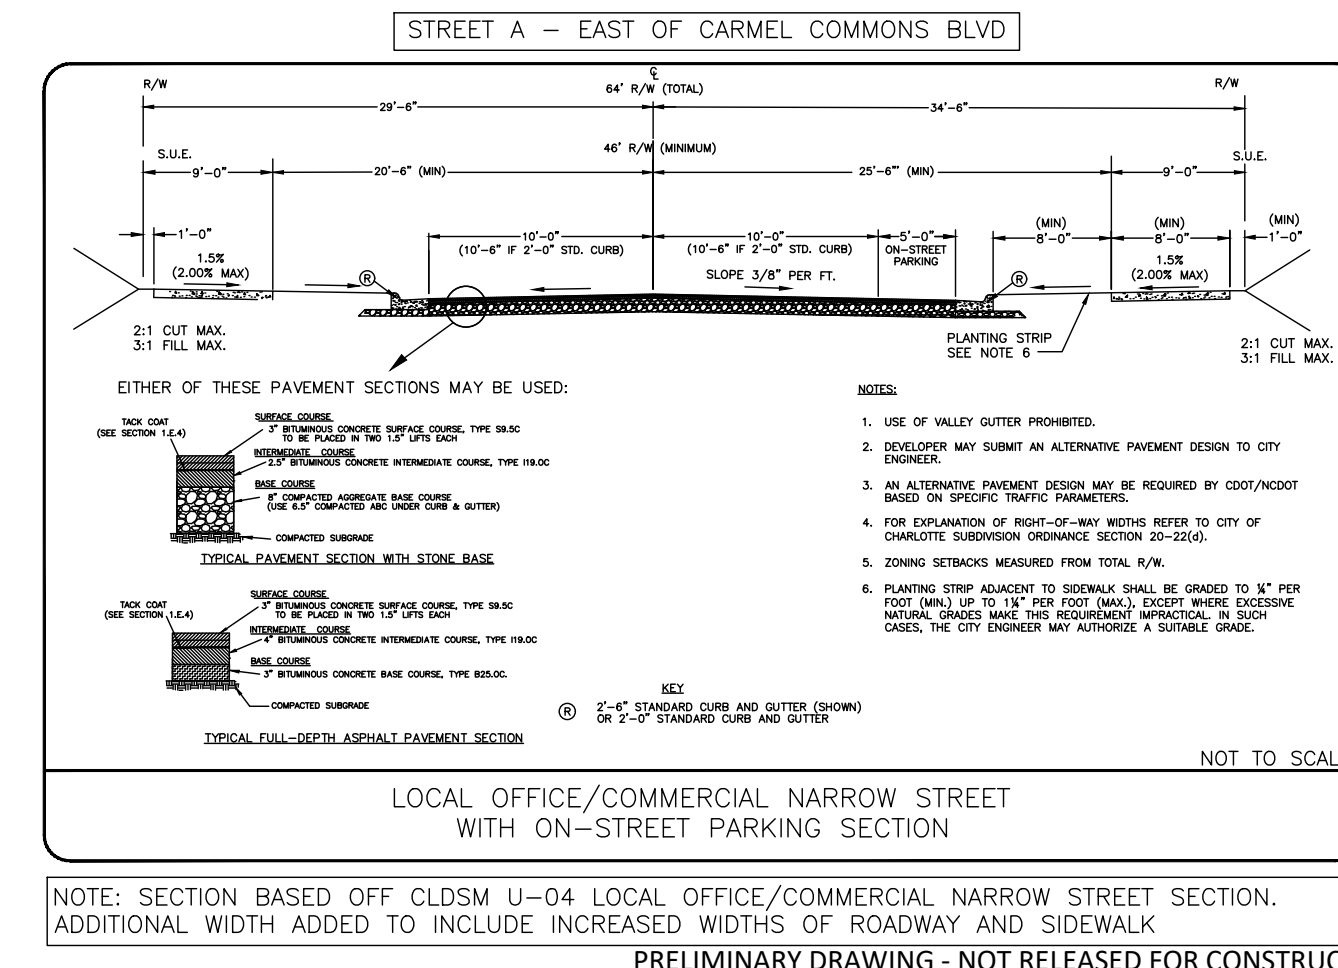 STREET A – EAST OF CARMEL COMMONS BLVD
R/W
℄
64' R/W (TOTAL)
R/W
29'–6"
34'–6"
46' R/W (MINIMUM)
S.U.E.
S.U.E.
9'–0"
20'–6" (MIN)
25'–6"' (MIN)
9'–0"
1'–0"
10'–0"
(10'–6" IF 2'–0" STD. CURB)
10'–0"
(10'–6" IF 2'–0" STD. CURB)
5'–0"
ON–STREET
PARKING
(MIN)
8'–0"
(MIN)
8'–0"
(MIN)
1'–0"
1.5%
(2.00% MAX)
R
SLOPE 3/8" PER FT.
R
1.5%
(2.00% MAX)
2:1 CUT MAX.
3:1 FILL MAX.
PLANTING STRIP
SEE NOTE 6
2:1 CUT MAX.
3:1 FILL MAX.
EITHER OF THESE PAVEMENT SECTIONS MAY BE USED:
TACK COAT
(SEE SECTION 1.E.4)
SURFACE COURSE
3" BITUMINOUS CONCRETE SURFACE COURSE, TYPE S9.5C
TO BE PLACED IN TWO 1.5" LIFTS EACH
INTERMEDIATE COURSE
2.5" BITUMINOUS CONCRETE INTERMEDIATE COURSE, TYPE I19.0C
BASE COURSE
8" COMPACTED AGGREGATE BASE COURSE
(USE 6.5" COMPACTED ABC UNDER CURB & GUTTER)
COMPACTED SUBGRADE
TYPICAL PAVEMENT SECTION WITH STONE BASE
TACK COAT
(SEE SECTION 1.E.4)
SURFACE COURSE
3" BITUMINOUS CONCRETE SURFACE COURSE, TYPE S9.5C
TO BE PLACED IN TWO 1.5" LIFTS EACH
INTERMEDIATE COURSE
4" BITUMINOUS CONCRETE INTERMEDIATE COURSE, TYPE I19.0C
BASE COURSE
3" BITUMINOUS CONCRETE BASE COURSE, TYPE B25.0C.
COMPACTED SUBGRADE
TYPICAL FULL–DEPTH ASPHALT PAVEMENT SECTION
KEY
R 2'–6" STANDARD CURB AND GUTTER (SHOWN)
OR 2'–0" STANDARD CURB AND GUTTER
NOTES:
1. USE OF VALLEY GUTTER PROHIBITED.
2. DEVELOPER MAY SUBMIT AN ALTERNATIVE PAVEMENT DESIGN TO CITY
ENGINEER.
3. AN ALTERNATIVE PAVEMENT DESIGN MAY BE REQUIRED BY CDOT/NCDOT
BASED ON SPECIFIC TRAFFIC PARAMETERS.
4. FOR EXPLANATION OF RIGHT–OF–WAY WIDTHS REFER TO CITY OF
CHARLOTTE SUBDIVISION ORDINANCE SECTION 20–22(d).
5. ZONING SETBACKS MEASURED FROM TOTAL R/W.
6. PLANTING STRIP ADJACENT TO SIDEWALK SHALL BE GRADED TO ¼" PER
FOOT (MIN.) UP TO 1¼" PER FOOT (MAX.), EXCEPT WHERE EXCESSIVE
NATURAL GRADES MAKE THIS REQUIREMENT IMPRACTICAL. IN SUCH
CASES, THE CITY ENGINEER MAY AUTHORIZE A SUITABLE GRADE.
NOT TO SCAL
LOCAL OFFICE/COMMERCIAL NARROW STREET
WITH ON–STREET PARKING SECTION
NOTE: SECTION BASED OFF CLDSM U–04 LOCAL OFFICE/COMMERCIAL NARROW STREET SECTION.
ADDITIONAL WIDTH ADDED TO INCLUDE INCREASED WIDTHS OF ROADWAY AND SIDEWALK
PRELIMINARY DRAWING - NOT RELEASED FOR CONSTRUC